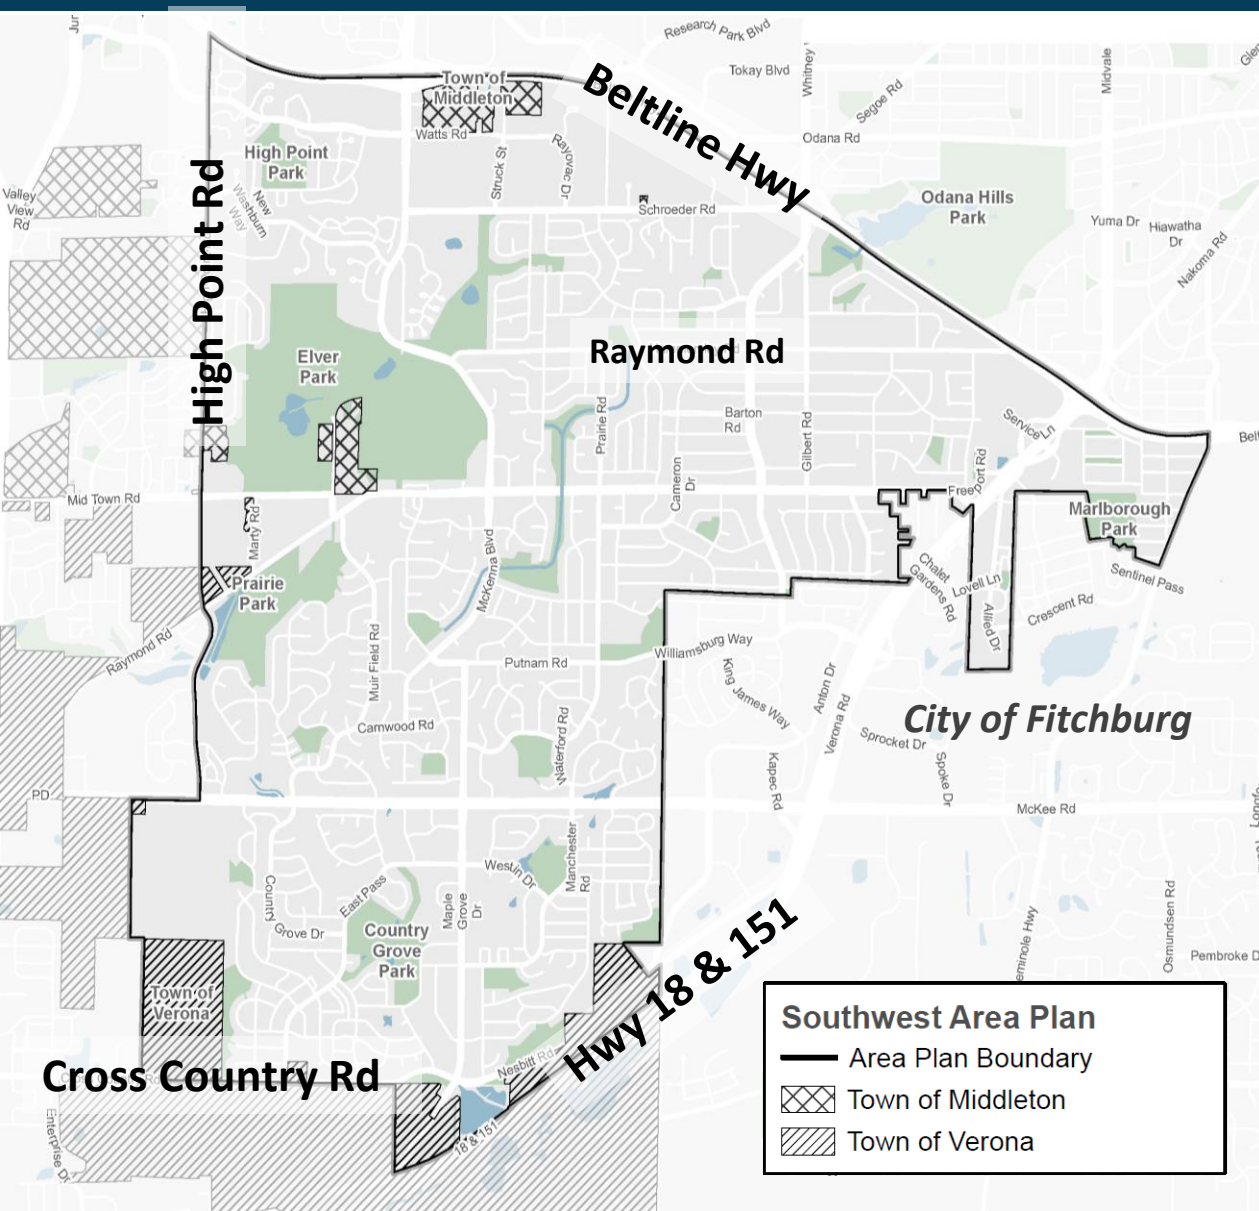 Jur
Research Park Blvd
Tokay Blvd
Whitney
Midvale
Segoe Rd
Odana Rd
Beltline Hwy
Town of
Middleton
Watts Rd
Struck St
Rayovac Dr
High Point
Park
High Point Rd
New
Washburn
Way
Valley
View
Rd
Schroeder Rd
Odana Hills
Park
Yuma Dr
Hiawatha
Dr
Nakoma Rd
Raymond Rd
Elver
Park
Prairie Rd
Barton
Rd
Gilbert Rd
Cameron
Dr
Service Ln
Belt
Mid Town Rd
Marty Rd
Freeport Rd
Marlborough
Park
Sentinel Pass
Prairie
Park
McKenna Blvd
Chalet
Gardens Rd
Lovell Ln
Allied Dr
Crescent Rd
Raymond Rd
Muir Field Rd
Putnam Rd
Williamsburg Way
King James Way
Anton Dr
Verona Rd
City of Fitchburg
Sprocket Dr
Spoke Dr
Carnwood Rd
Waterford Rd
Kapec Rd
PD
McKee Rd
Country
Grove Dr
East Pass
Maple
Grove
Dr
Westin Dr
Manchester
Rd
Country
Grove
Park
Osmundsen Rd
eminole Hwy
Pembroke D
Town of
Verona
Hwy 18 & 151
Nesbitt Rd
Cross Country Rd
Enterprise Dr
18 & 151
Southwest Area Plan
Area Plan Boundary
Town of Middleton
Town of Verona